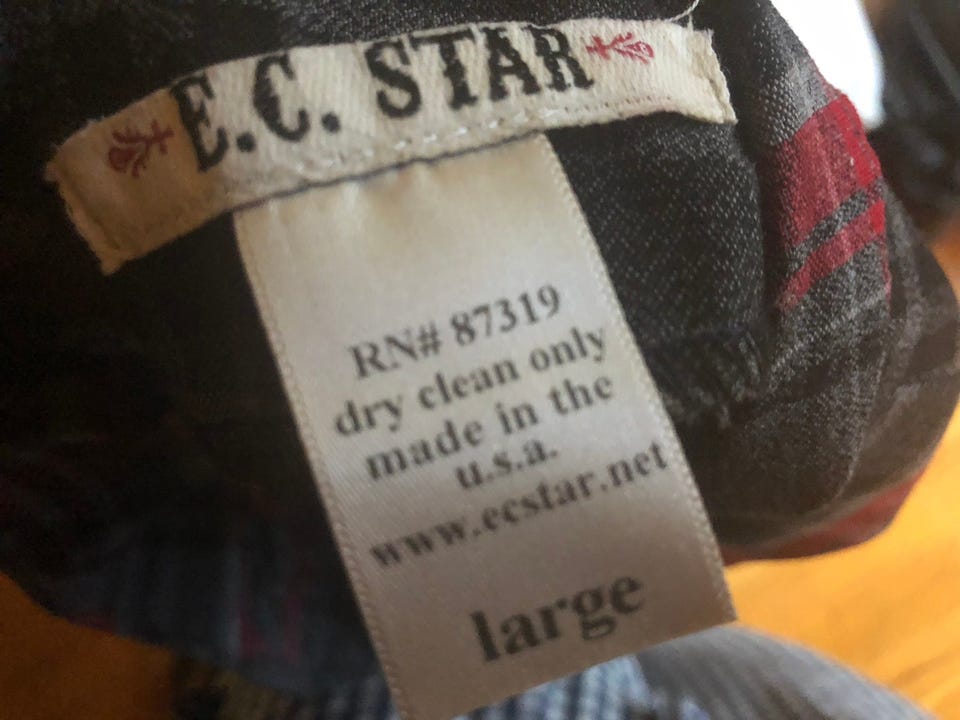 E.C. STAR
RN# 87319
dry clean only
made in the
u.s.a.
www.ecstar.net
large